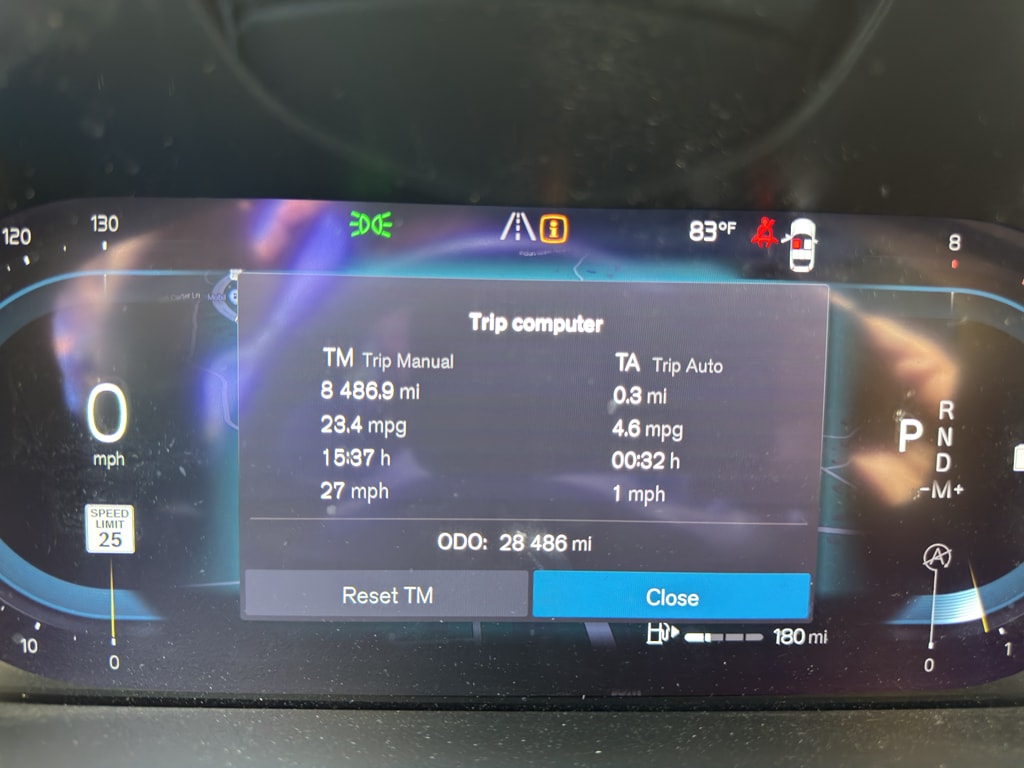 120
130
83°F
8
Trip computer
TM Trip Manual
8 486.9 mi
23.4 mpg
15:37 h
27 mph
TA Trip Auto
0.3 mi
4.6 mpg
00:32 h
1 mph
ODO: 28 486 mi
Reset TM
Close
0
mph
SPEED
LIMIT
25
P
R
N
D
-M+
A
10
0
180 mi
0
1